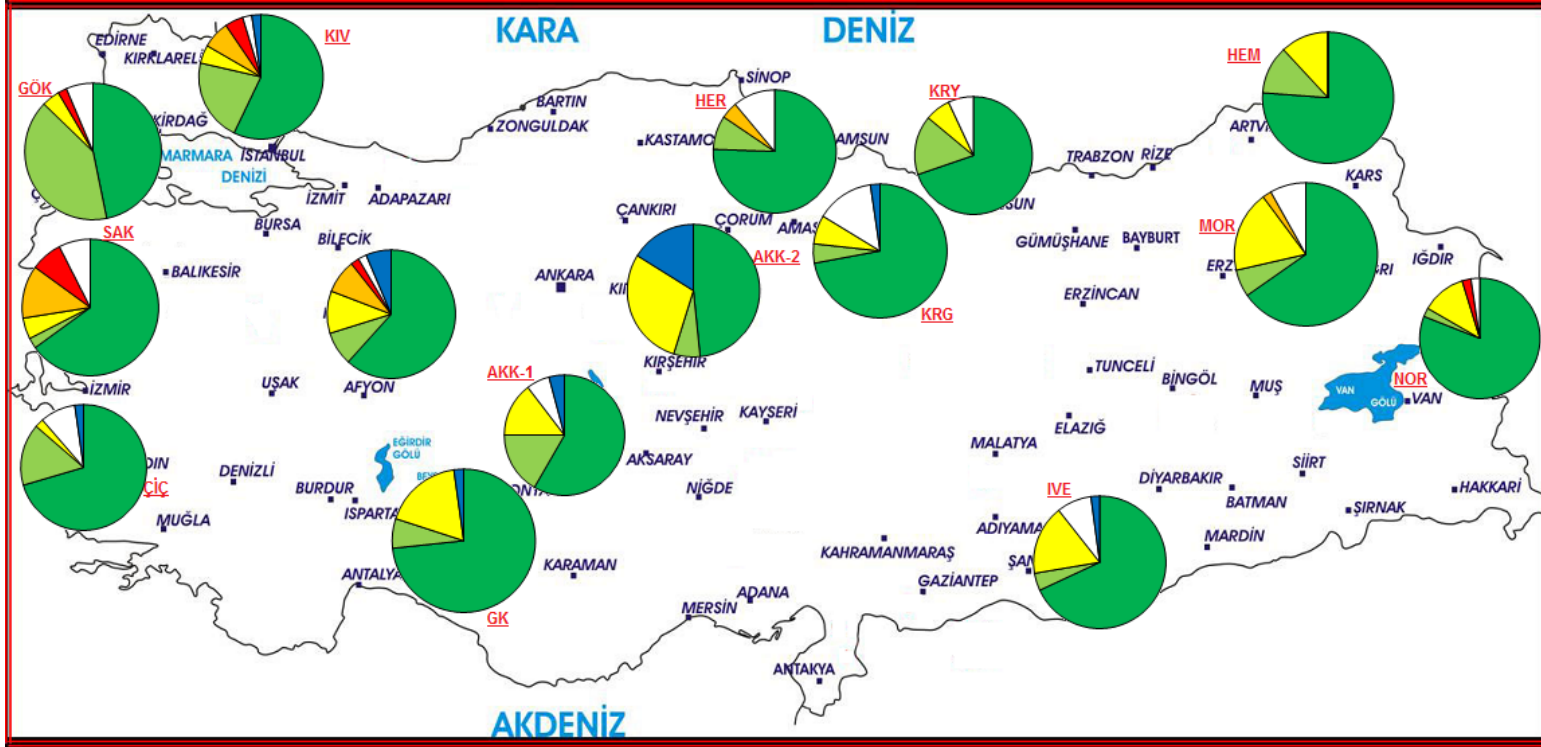 KARA DENİZ
EDİRNE
KIRKLARELİ
KIV
GÖK
KİRDAĞ
MARMARA
DENİZİ
İSTANBUL
İZMİT
ADAPAZARI
BARTIN
ZONGULDAK
SİNOP
KASTAMO
HER
AMSUN
KRY
HEM
ARTV
TRABZON
RİZE
KARS
BURSA
BİLECİK
ÇANKIRI
ÇORUM
AMAS
SUN
GÜMÜŞHANE
BAYBURT
MOR
ERZ
IĞDIR
SAK
BALIKESİR
ANKARA
AKK-2
KRG
ERZİNCAN
KIRŞEHİR
İZMİR
UŞAK
AFYON
AKK-1
NEVŞEHİR
KAYSERİ
TUNCELİ
BİNGÖL
MUŞ
VAN
GÖLÜ
NOR
VAN
ELAZIĞ
MALATYA
EĞİRDİR
GÖLÜ
BEY
AKSARAY
NİĞDE
DIN
ÇİÇ
DENİZLİ
BURDUR
ISPARTA
ONYA
MUĞLA
IVE
DİYARBAKIR
SİİRT
BATMAN
HAKKARİ
ŞIRNAK
MARDİN
ADIYAMA
ŞAN
KAHRAMANMARAŞ
GAZİANTEP
ANTALYA
KARAMAN
GK
ADANA
MERSİN
ANTAKYA
AKDENİZ